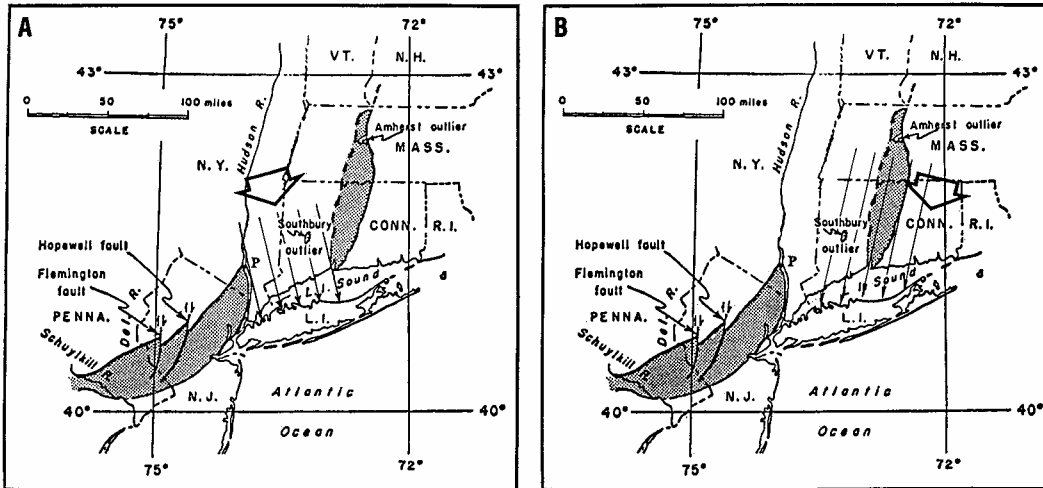 A
75°
72°
VT.
N. H.
43°
43°
0
50
100 miles
SCALE
Hudson R.
N. Y.
Amherst outlier
MASS.
Southbury
outlier
CONN.
R. I.
Hopewell fault
Flemington
fault
P
L. I. Sound
L. I.
PENNA.
Del. R.
Schuylkill R.
N. J.
Atlantic
Ocean
40°
40°
75°
72°
B
75°
72°
VT.
N. H.
43°
43°
0
50
100 miles
SCALE
Hudson R.
N. Y.
Amherst outlier
MASS.
Southbury
outlier
CONN.
R. I.
Hopewell fault
Flemington
fault
P
L. I. Sound
L. I.
PENNA.
Del. R.
Schuylkill R.
N. J.
Atlantic
Ocean
40°
40°
75°
72°